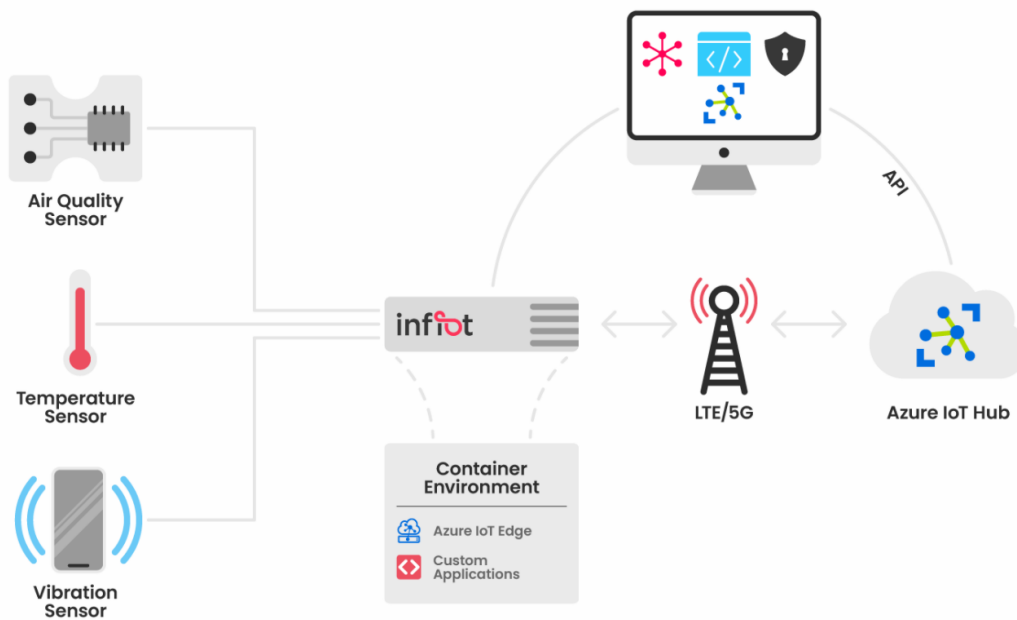 Air Quality
Sensor
Temperature
Sensor
Vibration
Sensor
infiot
Container
Environment
Azure IoT Edge
Custom
Applications
</>
API
LTE/5G
Azure IoT Hub